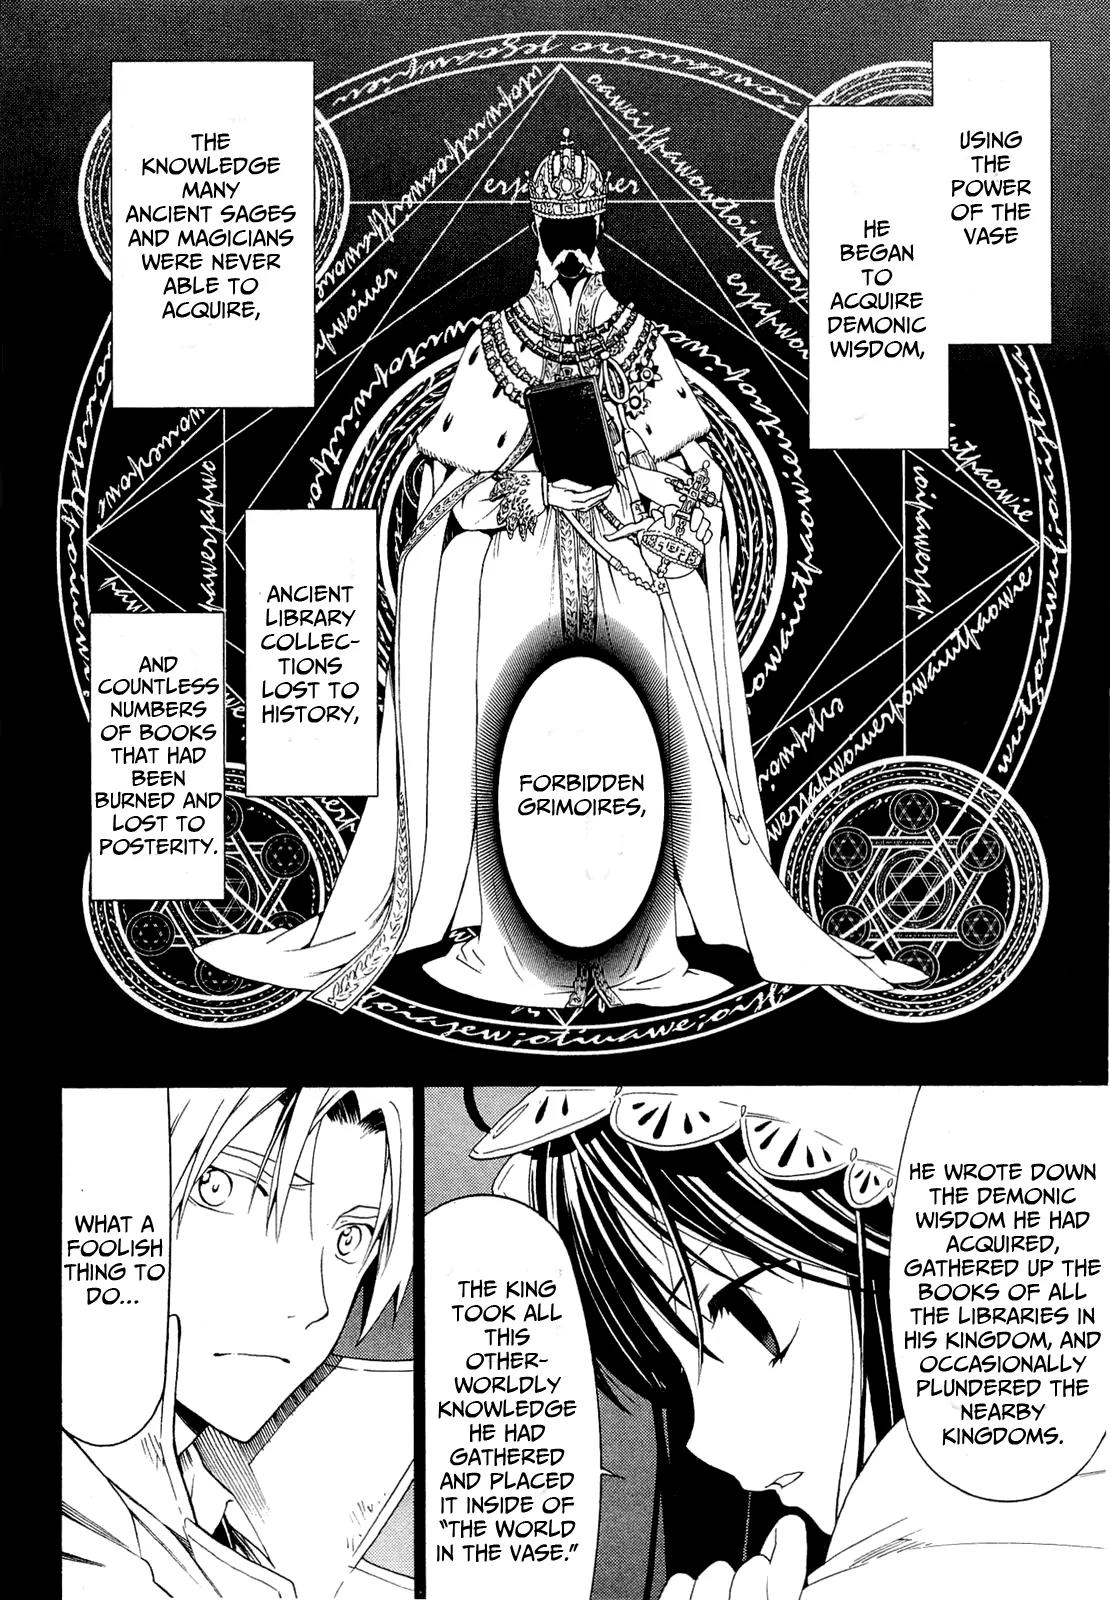 USING
THE
POWER
OF THE
VASE
HE
BEGAN
TO
ACQUIRE
DEMONIC
WISDOM,
THE
KNOWLEDGE
MANY
ANCIENT SAGES
AND MAGICIANS
WERE NEVER
ABLE TO
ACQUIRE,
FORBIDDEN
GRIMOIRES,
ANCIENT
LIBRARY
COLLEC-
TIONS
LOST TO
HISTORY,
AND
COUNTLESS
NUMBERS
OF BOOKS
THAT HAD
BEEN
BURNED AND
LOST TO
POSTERITY.
HE WROTE DOWN
THE DEMONIC
WISDOM HE HAD
ACQUIRED,
GATHERED UP THE
BOOKS OF ALL
THE LIBRARIES IN
HIS KINGDOM, AND
OCCASIONALLY
PLUNDERED THE
NEARBY
KINGDOMS.
THE KING
TOOK ALL
THIS
OTHER-
WORLDLY
KNOWLEDGE
HE HAD
GATHERED
AND PLACED
IT INSIDE OF
"THE WORLD
IN THE VASE."
WHAT A
FOOLISH
THING TO
DO...